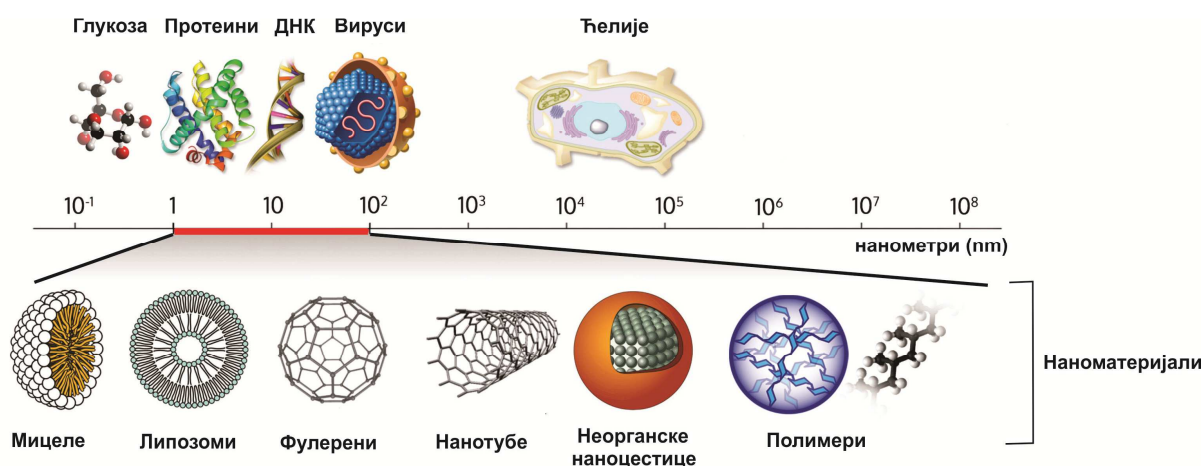 Глукоза Протеини ДНК Вируси Ћелије
10-1 1 10 10² 10³ 10⁴ 10⁵ 10⁶ 10⁷ 10⁸
нанометри (nm)
Наноматеријали
Мицеле Липозоми Фулерени Нанотубе Неорганске Полимери
наноцестице